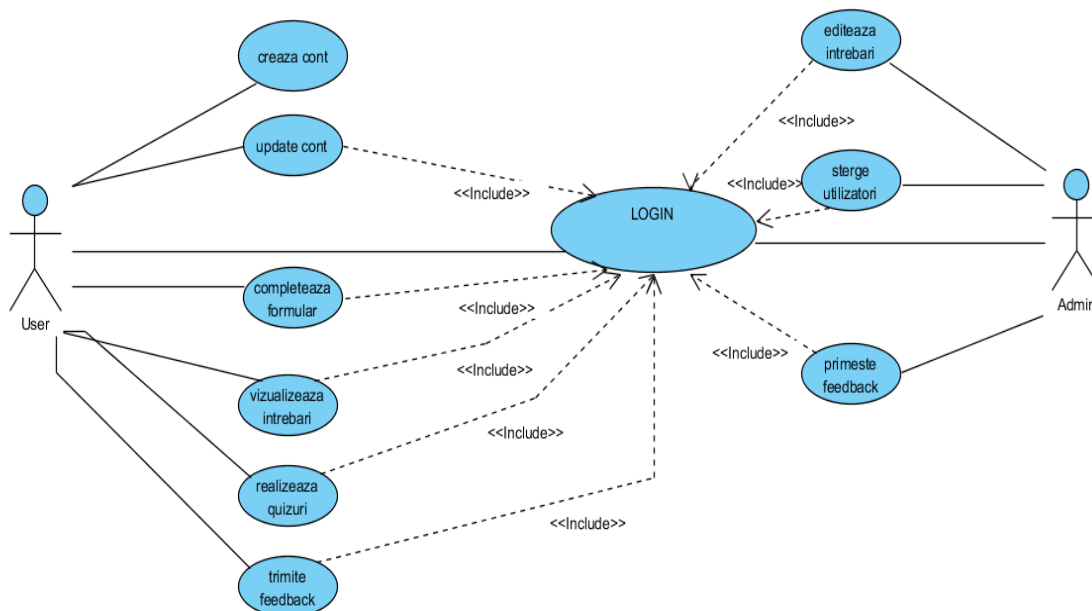 creaza cont
editeaza
intrebari
<<Include>>
update cont
<<Include>>
<<Include>>
sterge
utilizatori
LOGIN
User
completeaza
formular
<<Include>>
Admin
<<Include>>
<<Include>>
primeste
feedback
vizualizeaza
intrebari
<<Include>>
realizeaza
quizuri
<<Include>>
trimite
feedback